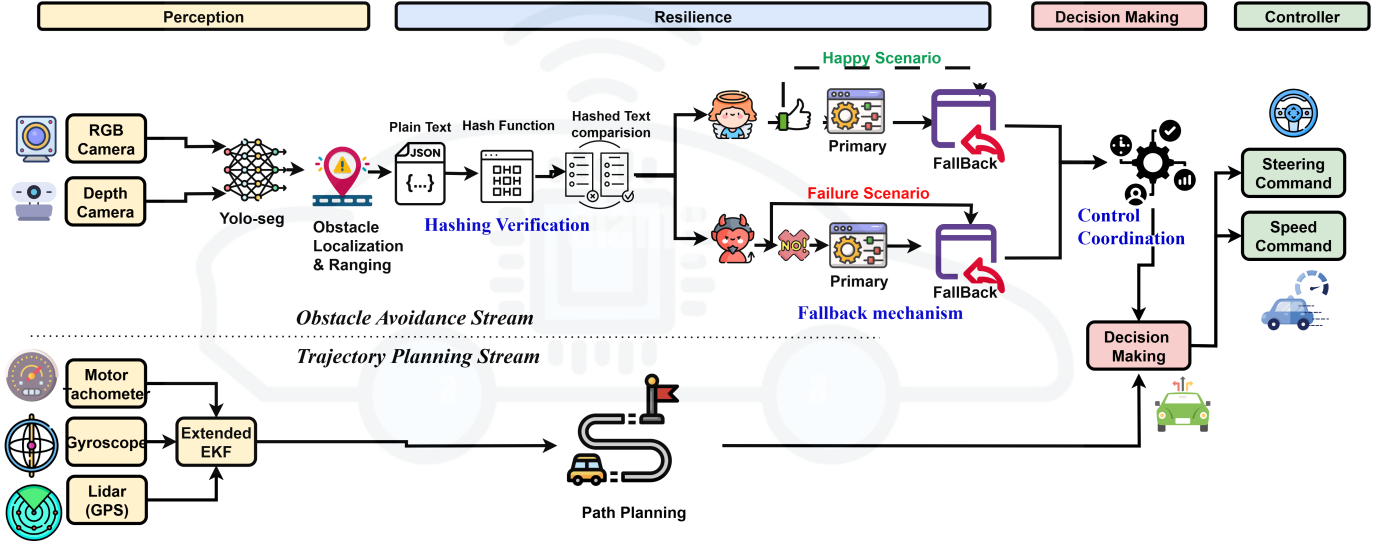 Perception
Resilience
Decision Making
Controller
Happy Scenario
RGB
Camera
Depth
Camera
Yolo-seg
Obstacle
Localization
& Ranging
Plain Text
JSON
{...}
Hash Function
Hashed Text
comparision
Hashing Verification
Primary
FallBack
Failure Scenario
NO!
Primary
FallBack
Fallback mechanism
Control
Coordination
Steering
Command
Speed
Command
Decision
Making
Obstacle Avoidance Stream
Trajectory Planning Stream
Motor
Tachometer
Gyroscope
Lidar
(GPS)
Extended
EKF
Path Planning